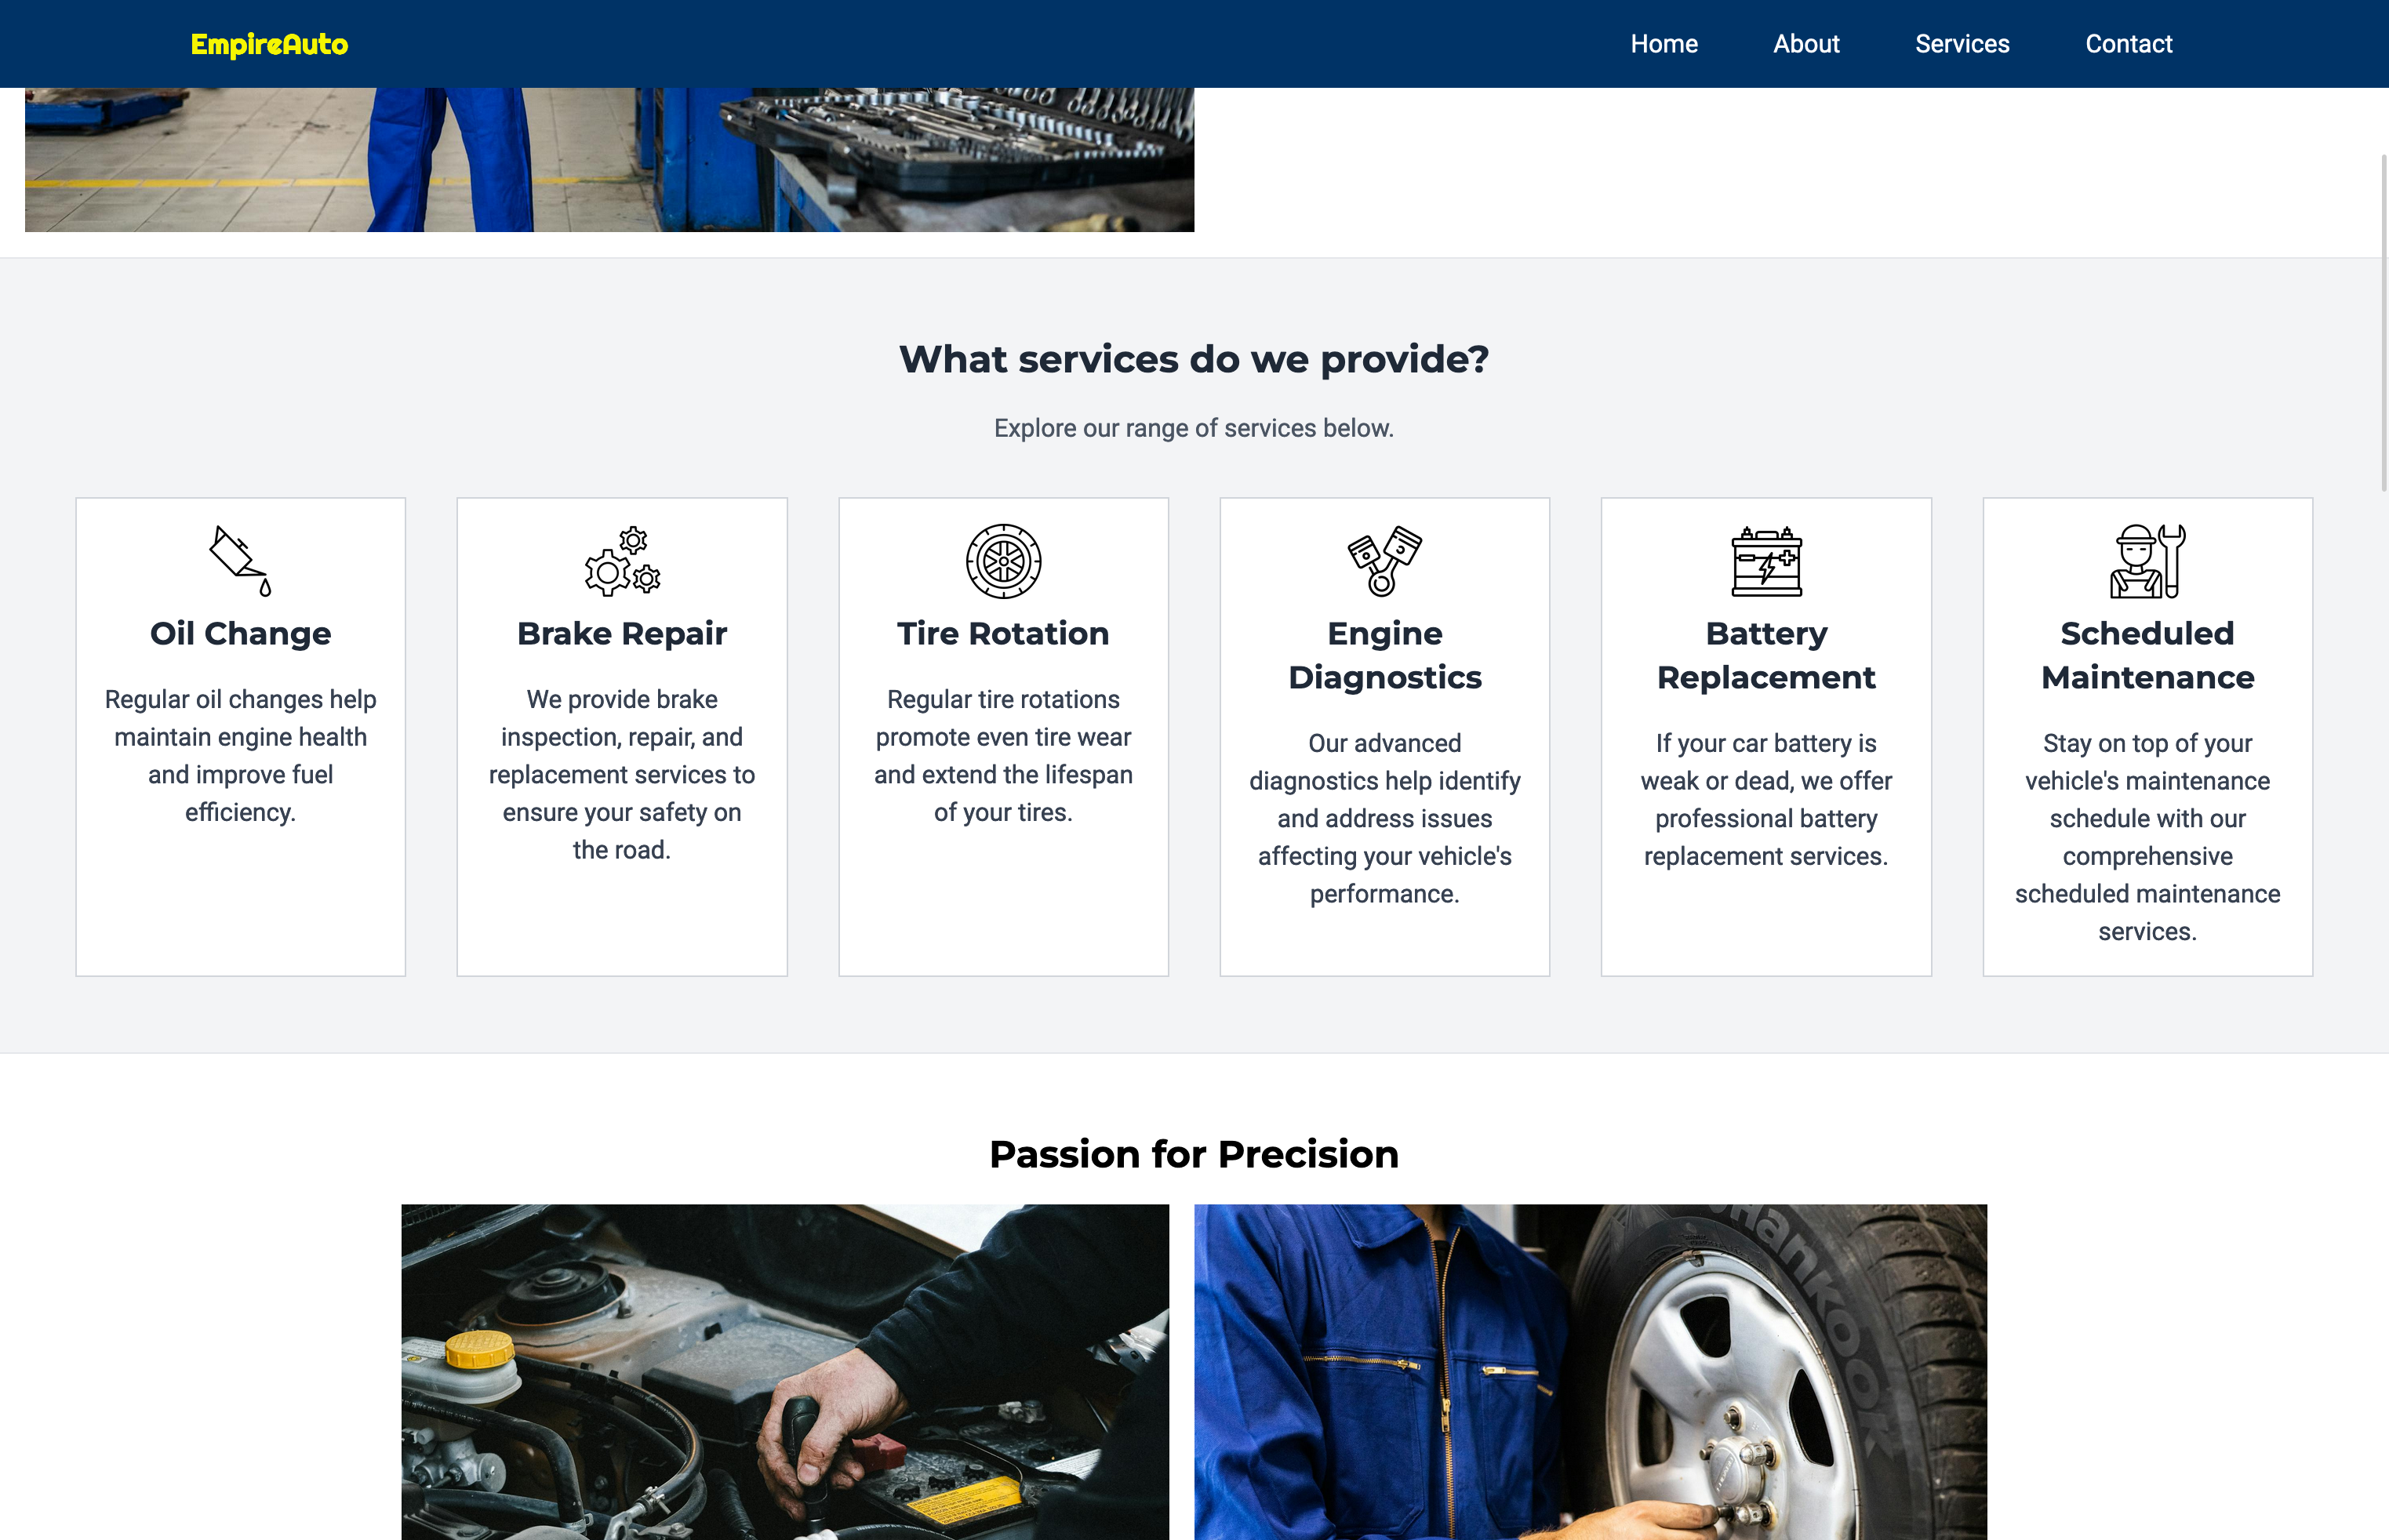 EmpireAuto
Home
About
Services
Contact
What services do we provide?
Explore our range of services below.
Oil Change
Regular oil changes help
maintain engine health
and improve fuel
efficiency.
Brake Repair
We provide brake
inspection, repair, and
replacement services to
ensure your safety on
the road.
Tire Rotation
Regular tire rotations
promote even tire wear
and extend the lifespan
of your tires.
Engine
Diagnostics
Our advanced
diagnostics help identify
and address issues
affecting your vehicle's
performance.
Battery
Replacement
If your car battery is
weak or dead, we offer
professional battery
replacement services.
Scheduled
Maintenance
Stay on top of your
vehicle's maintenance
schedule with our
comprehensive
scheduled maintenance
services.
Passion for Precision
Hankook